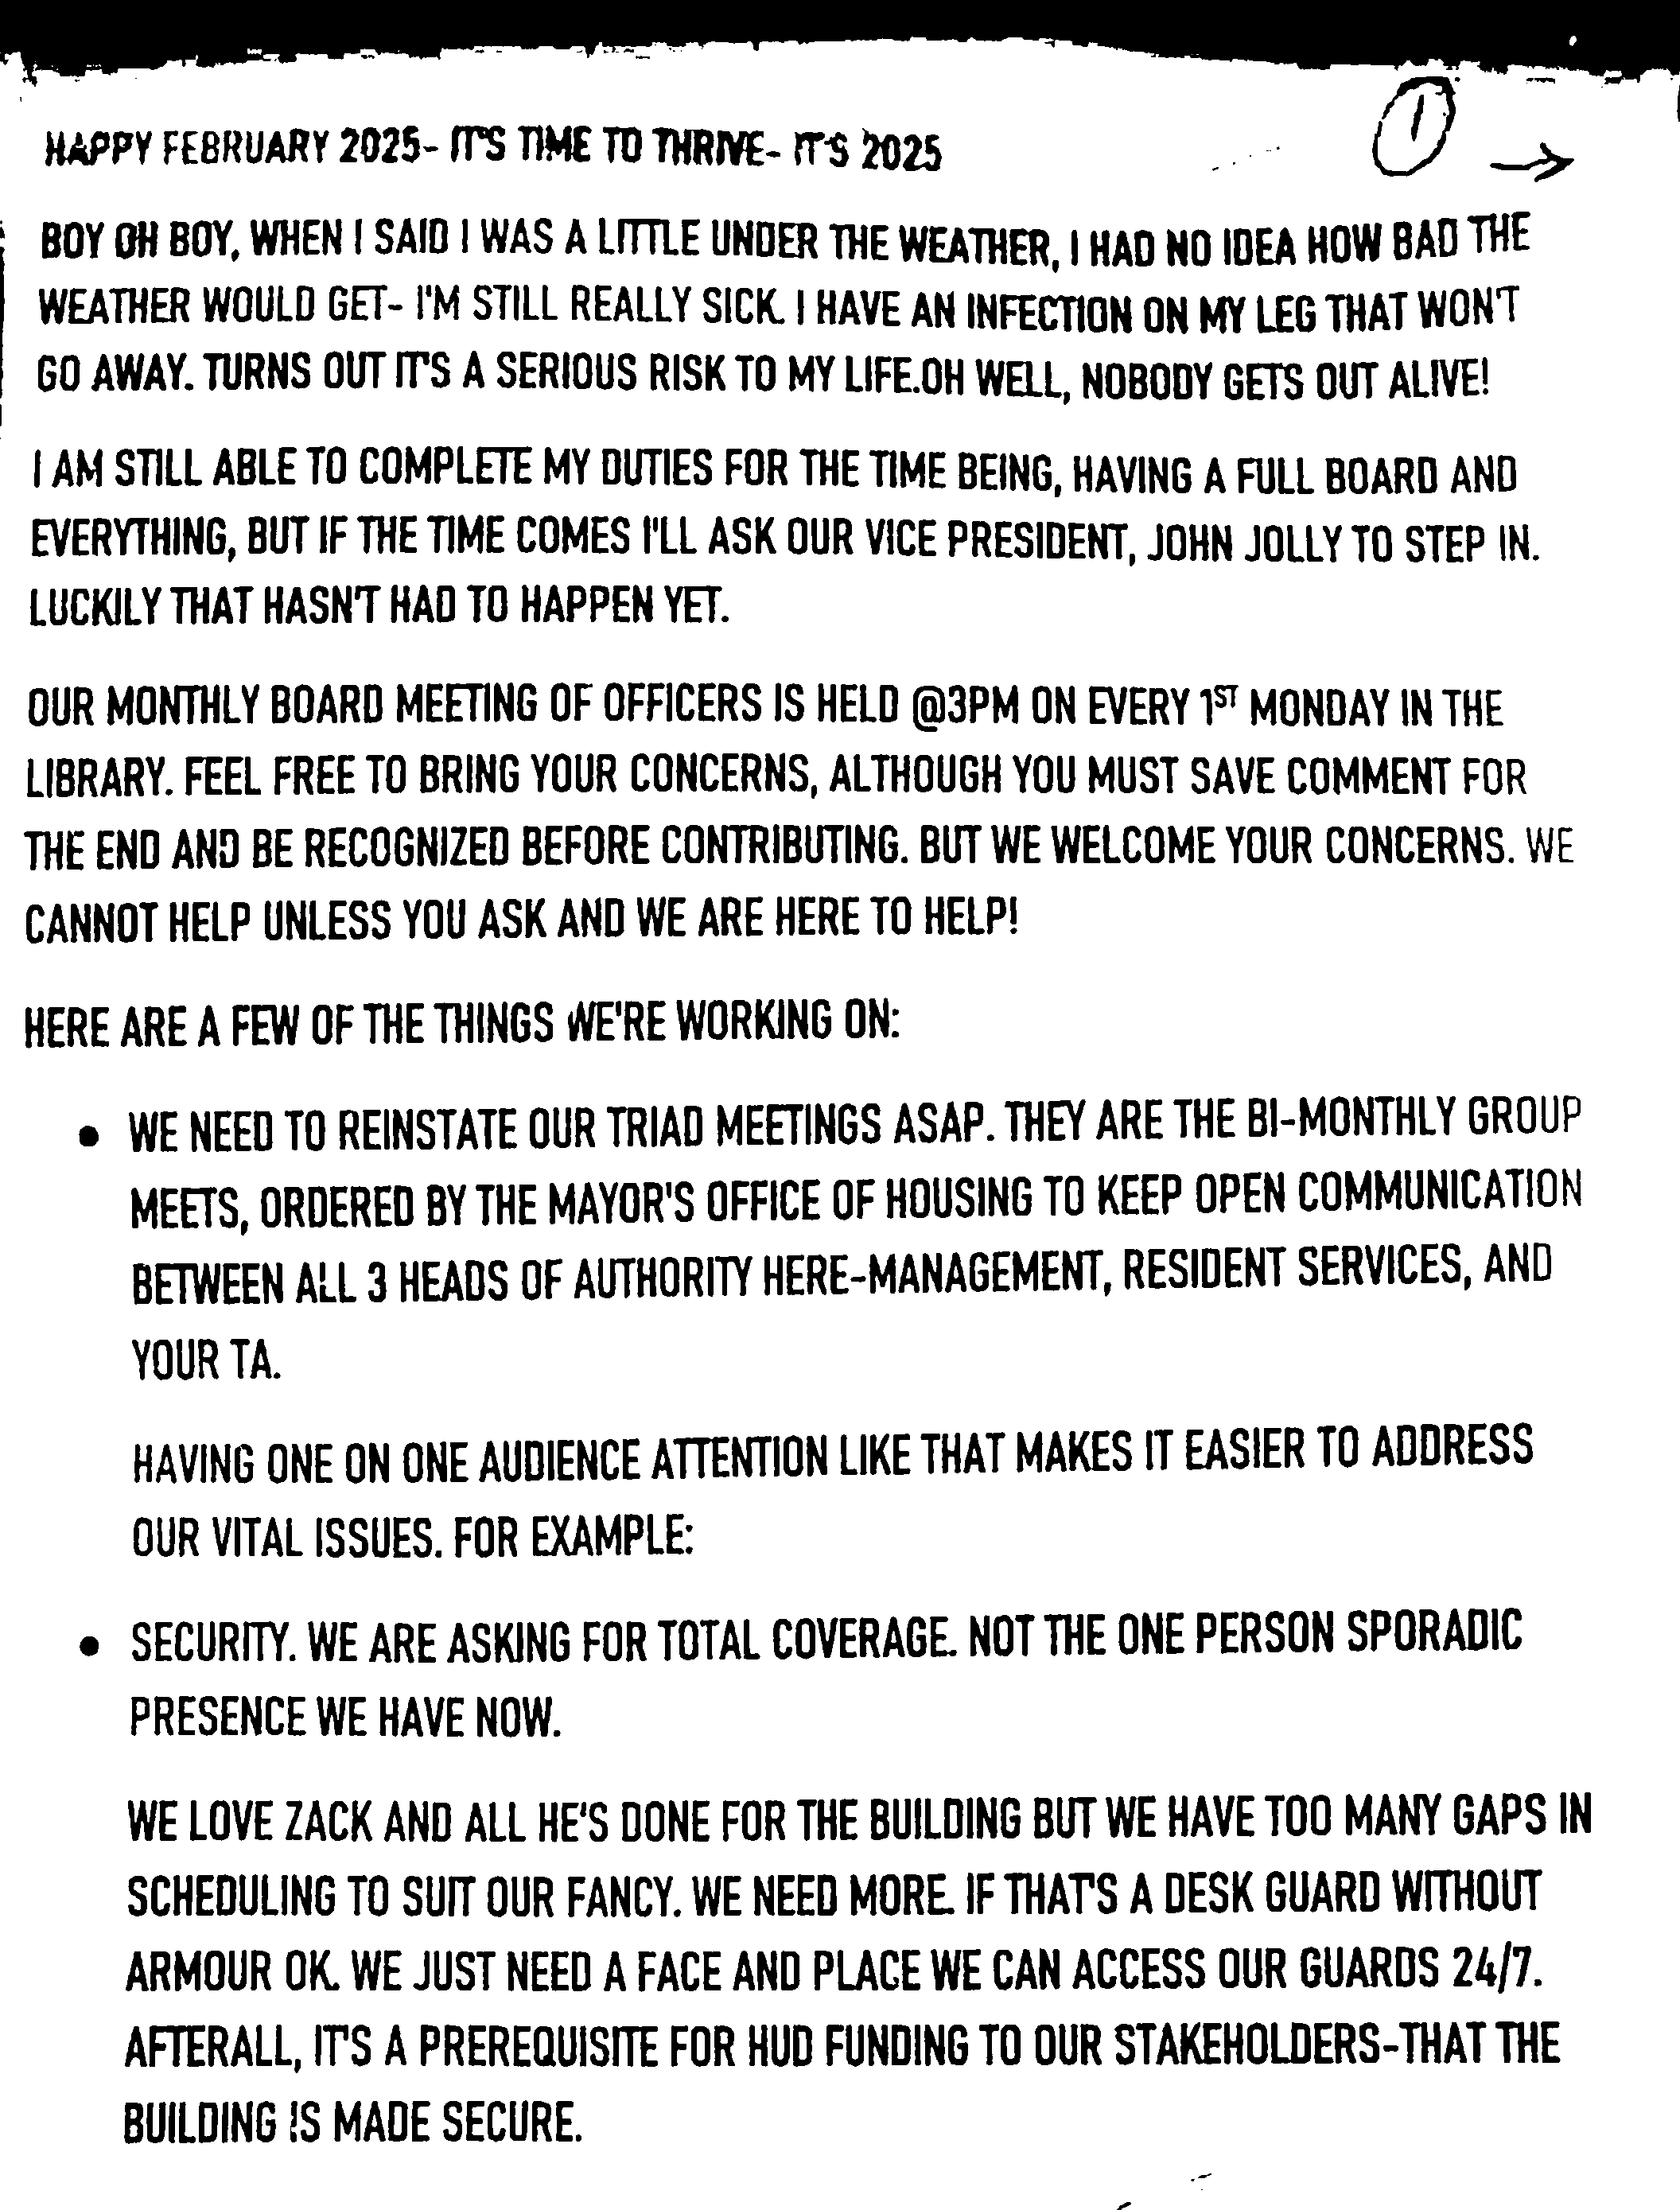 HAPPY FEBRUARY 2025- IT'S TIME TO THRIVE- IT'S 2025
1 →
BOY OH BOY, WHEN I SAID I WAS A LITTLE UNDER THE WEATHER, I HAD NO IDEA HOW BAD THE
WEATHER WOULD GET- I'M STILL REALLY SICK. I HAVE AN INFECTION ON MY LEG THAT WON'T
GO AWAY. TURNS OUT IT'S A SERIOUS RISK TO MY LIFE.OH WELL, NOBODY GETS OUT ALIVE!
I AM STILL ABLE TO COMPLETE MY DUTIES FOR THE TIME BEING, HAVING A FULL BOARD AND
EVERYTHING, BUT IF THE TIME COMES I'LL ASK OUR VICE PRESIDENT, JOHN JOLLY TO STEP IN.
LUCKILY THAT HASN'T HAD TO HAPPEN YET.
OUR MONTHLY BOARD MEETING OF OFFICERS IS HELD @3PM ON EVERY 1ST MONDAY IN THE
LIBRARY. FEEL FREE TO BRING YOUR CONCERNS, ALTHOUGH YOU MUST SAVE COMMENT FOR
THE END AND BE RECOGNIZED BEFORE CONTRIBUTING. BUT WE WELCOME YOUR CONCERNS. WE
CANNOT HELP UNLESS YOU ASK AND WE ARE HERE TO HELP!
HERE ARE A FEW OF THE THINGS WE'RE WORKING ON:
• WE NEED TO REINSTATE OUR TRIAD MEETINGS ASAP. THEY ARE THE BI-MONTHLY GROUP
MEETS, ORDERED BY THE MAYOR'S OFFICE OF HOUSING TO KEEP OPEN COMMUNICATION
BETWEEN ALL 3 HEADS OF AUTHORITY HERE-MANAGEMENT, RESIDENT SERVICES, AND
YOUR TA.
HAVING ONE ON ONE AUDIENCE ATTENTION LIKE THAT MAKES IT EASIER TO ADDRESS
OUR VITAL ISSUES. FOR EXAMPLE:
• SECURITY. WE ARE ASKING FOR TOTAL COVERAGE. NOT THE ONE PERSON SPORADIC
PRESENCE WE HAVE NOW.
WE LOVE ZACK AND ALL HE'S DONE FOR THE BUILDING BUT WE HAVE TOO MANY GAPS IN
SCHEDULING TO SUIT OUR FANCY. WE NEED MORE. IF THAT'S A DESK GUARD WITHOUT
ARMOUR OK. WE JUST NEED A FACE AND PLACE WE CAN ACCESS OUR GUARDS 24/7.
AFTERALL, IT'S A PREREQUISITE FOR HUD FUNDING TO OUR STAKEHOLDERS-THAT THE
BUILDING IS MADE SECURE.